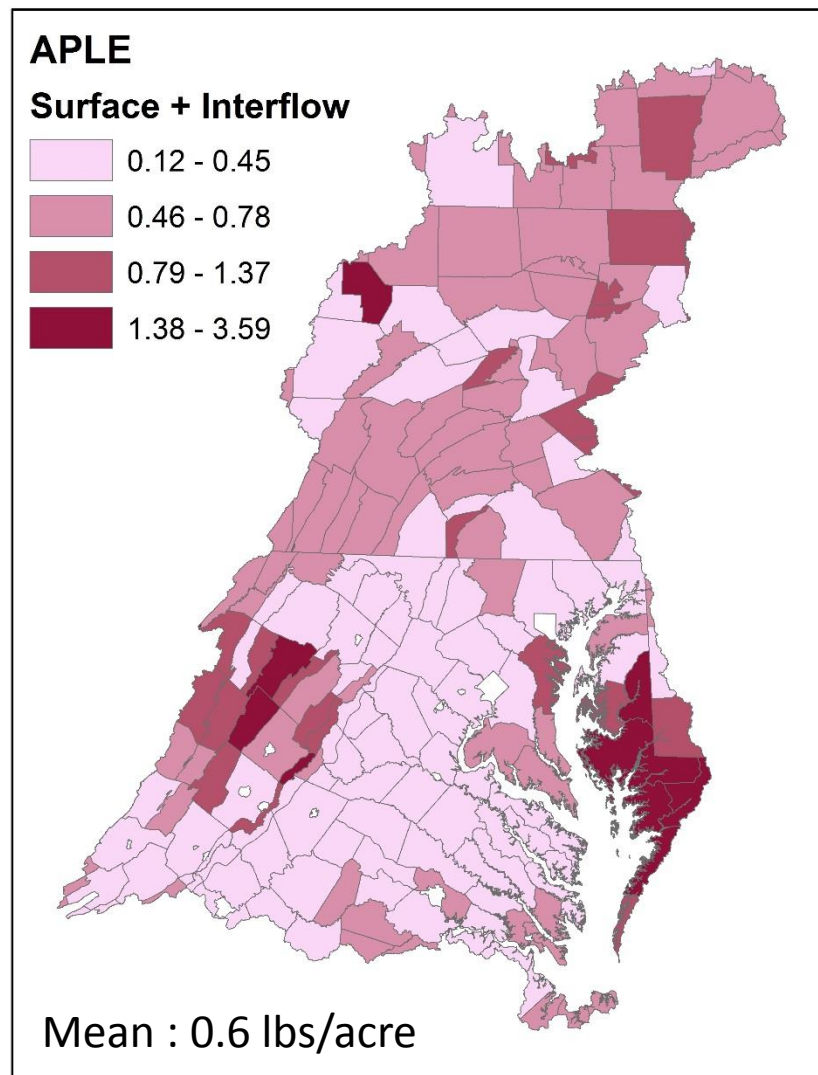 APLE
Surface + Interflow
0.12 - 0.45
0.46 - 0.78
0.79 - 1.37
1.38 - 3.59
Mean : 0.6 lbs/acre